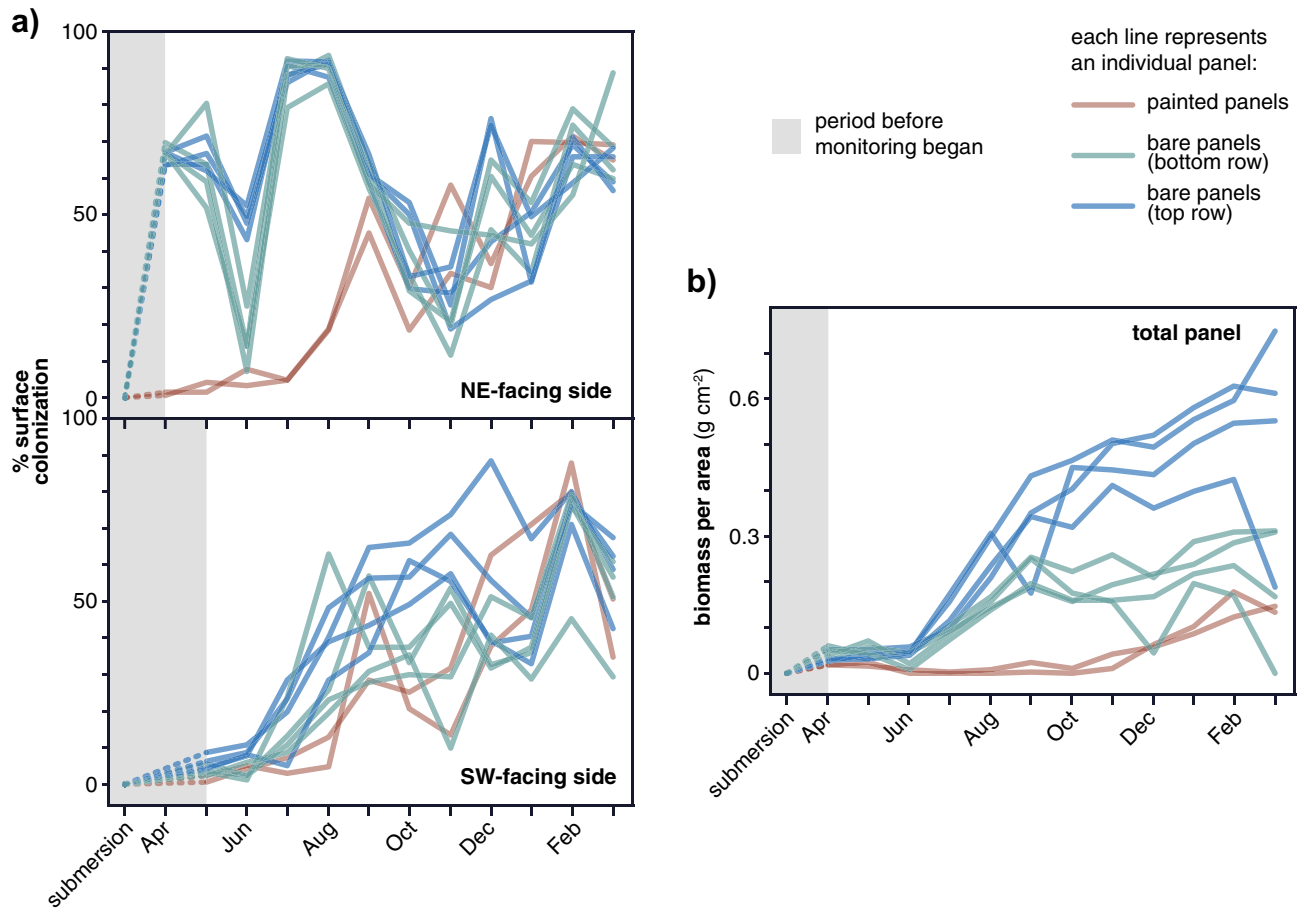 a)
100
50
0
% surface
colonization
NE-facing side
100
50
0
SW-facing side
submersion
Apr
Jun
Aug
Oct
Dec
Feb
period before
monitoring began
each line represents
an individual panel:
painted panels
bare panels
(bottom row)
bare panels
(top row)
b)
total panel
biomass per area (g cm⁻²)
0.6
0.3
0
submersion
Apr
Jun
Aug
Oct
Dec
Feb